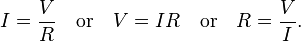 I = V/R or V = IR or R = V/I.